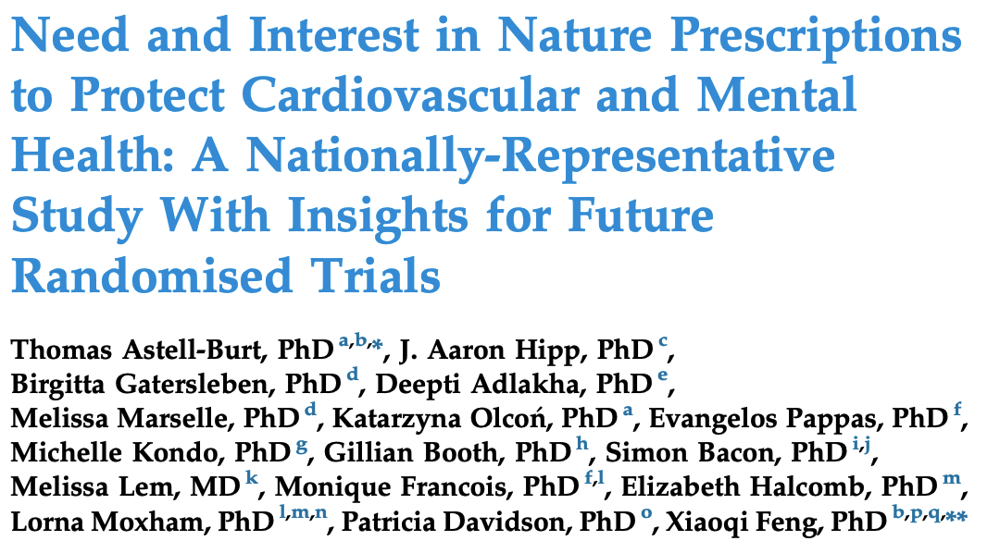 Need and Interest in Nature Prescriptions
to Protect Cardiovascular and Mental
Health: A Nationally-Representative
Study With Insights for Future
Randomised Trials
Thomas Astell-Burt, PhD a,b,*, J. Aaron Hipp, PhD c,
Birgitta Gatersleben, PhD d, Deepti Adlakha, PhD e,
Melissa Marselle, PhD d, Katarzyna Olcoń, PhD a, Evangelos Pappas, PhD f,
Michelle Kondo, PhD g, Gillian Booth, PhD h, Simon Bacon, PhD i,j,
Melissa Lem, MD k, Monique Francois, PhD f,l, Elizabeth Halcomb, PhD m,
Lorna Moxham, PhD l,m,n, Patricia Davidson, PhD o, Xiaoqi Feng, PhD b,p,q,**